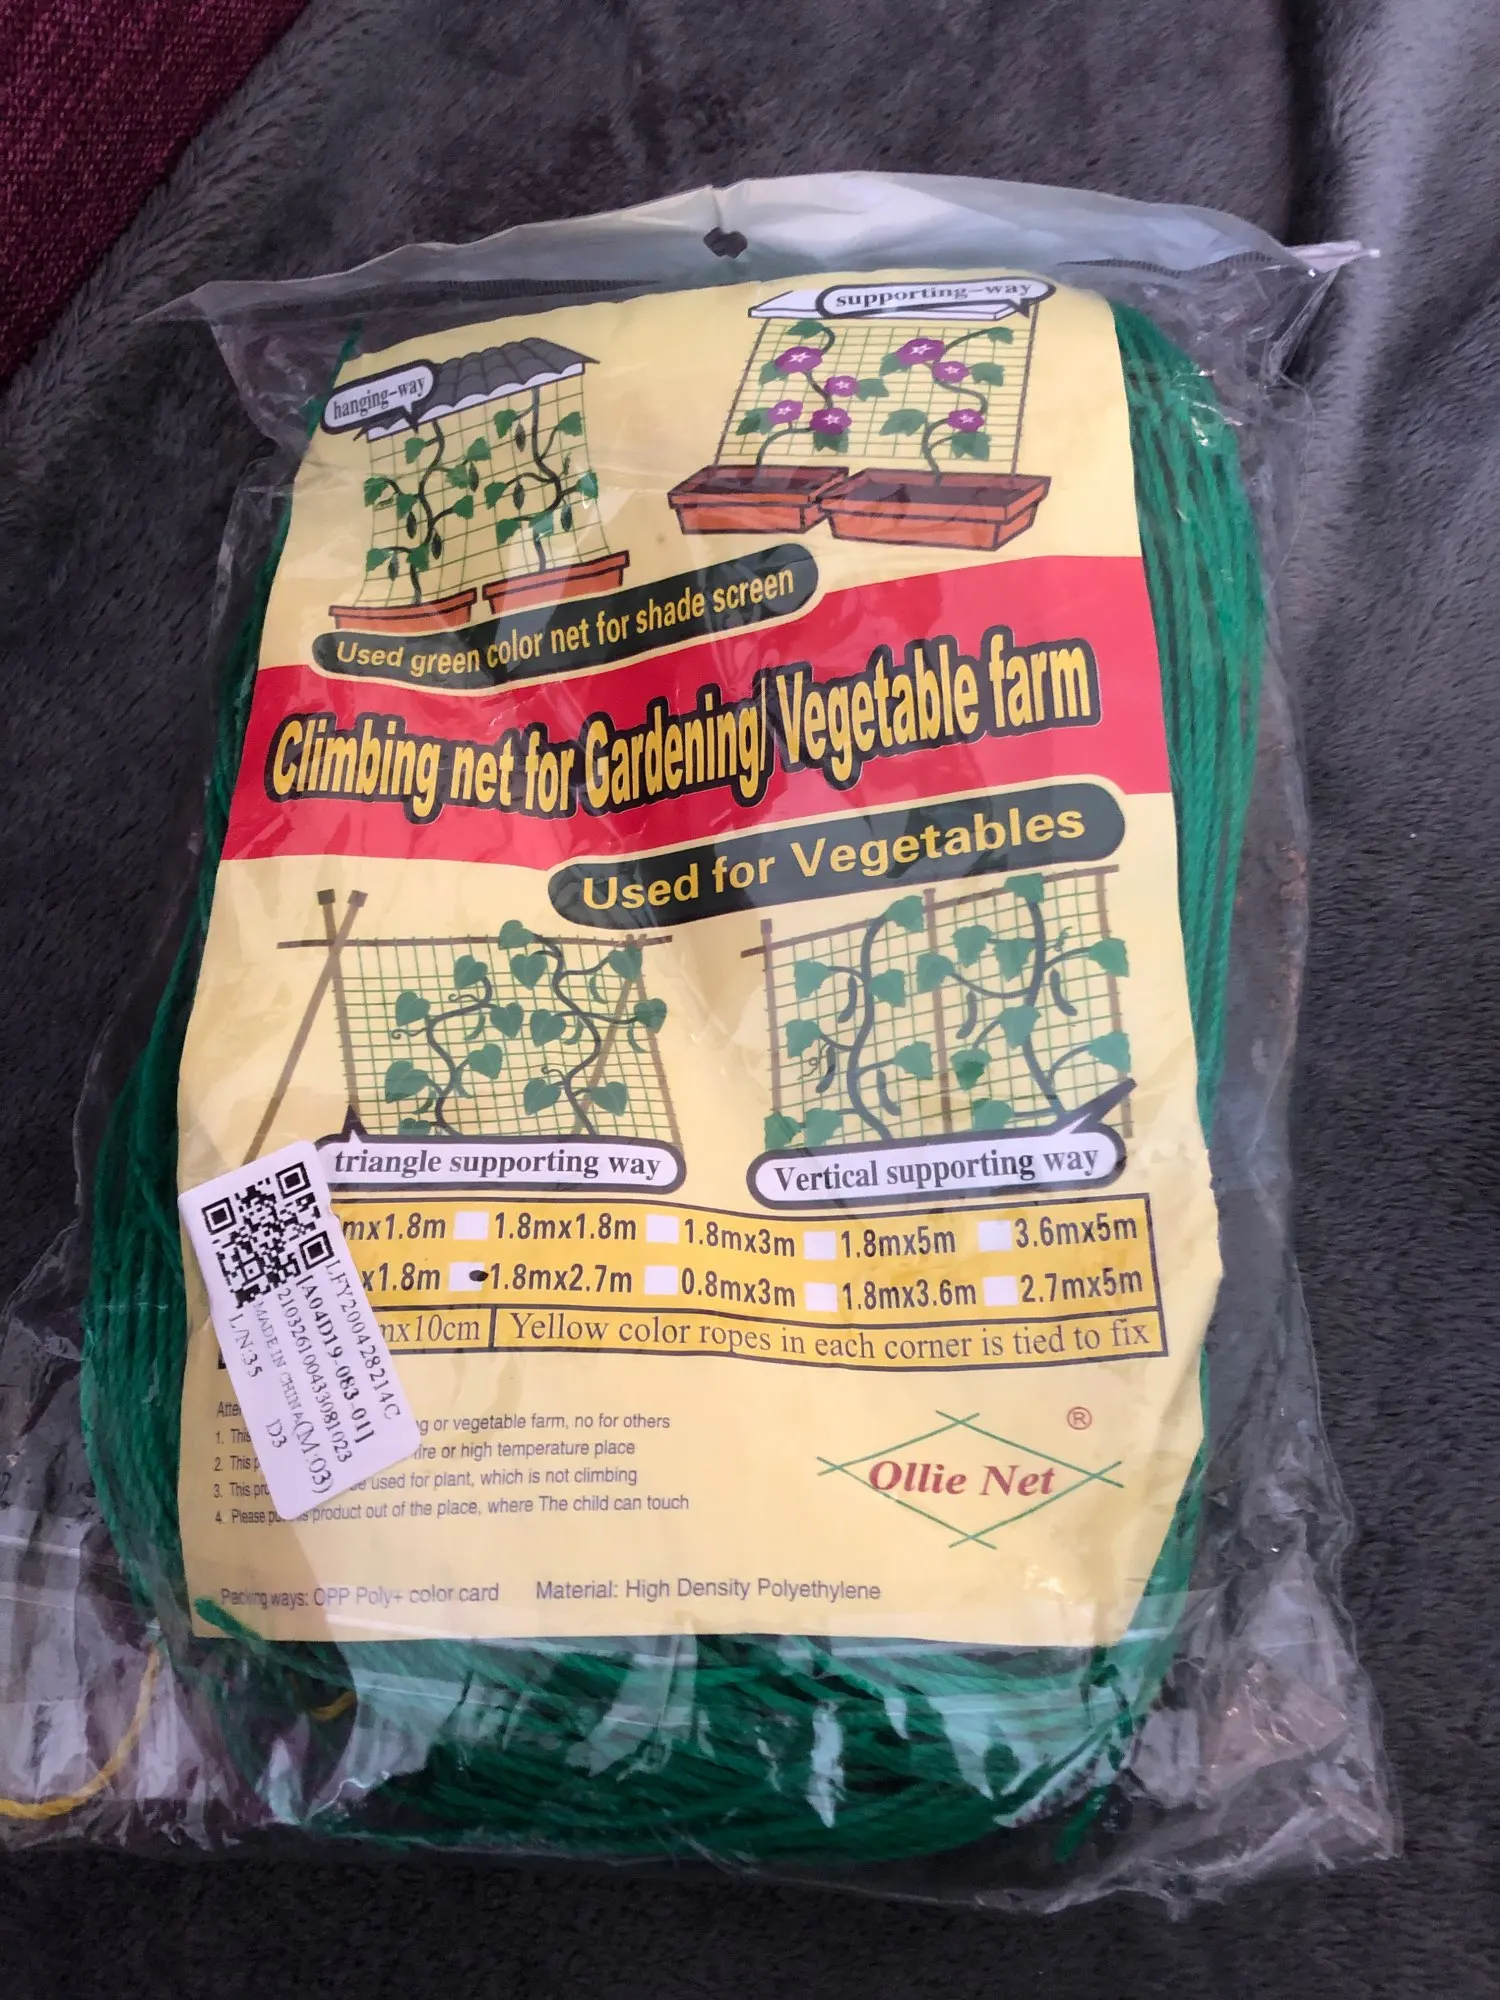 supporting-way
hanging-way
Used green color net for shade screen
Climbing net for Gardening/ Vegetable farm
Used for Vegetables
triangle supporting way
Vertical supporting way
mx1.8m 1.8mx1.8m 1.8mx3m 1.8mx5m 3.6mx5m
x1.8m 1.8mx2.7m 0.8mx3m 1.8mx3.6m 2.7mx5m
x10cm Yellow color ropes in each corner is tied to fix
LFY200428214C
[A04D19-083-01]
210326100433081023
MADE IN CHINA(M:03)
L/N:35 D3
1. This or vegetable farm, no for others
2. This or high temperature place
3. This used for plant, which is not climbing
4. Please product out of the place, where The child can touch
Ollie Net ®
Packing ways: OPP Poly+ color card Material: High Density Polyethylene